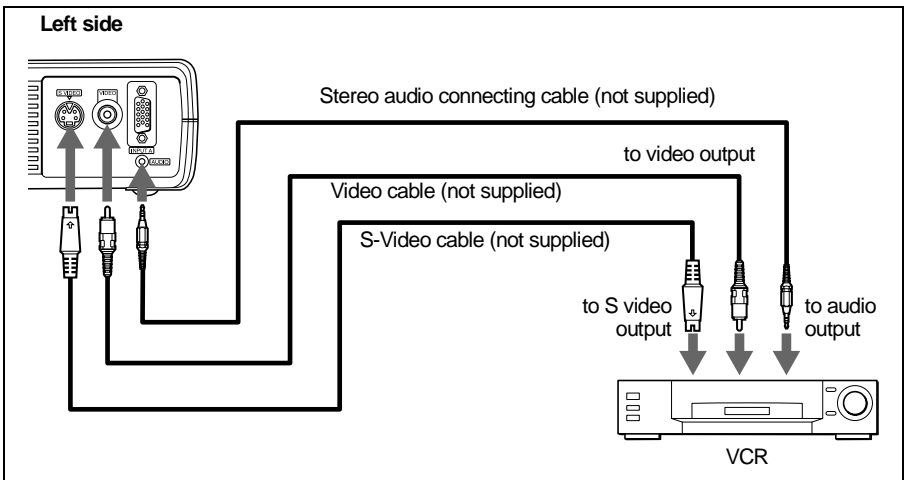 Left side
S VIDEO
VIDEO
INPUT A
AUDIO
Stereo audio connecting cable (not supplied)
to video output
Video cable (not supplied)
S-Video cable (not supplied)
to S video
output
to audio
output
VCR